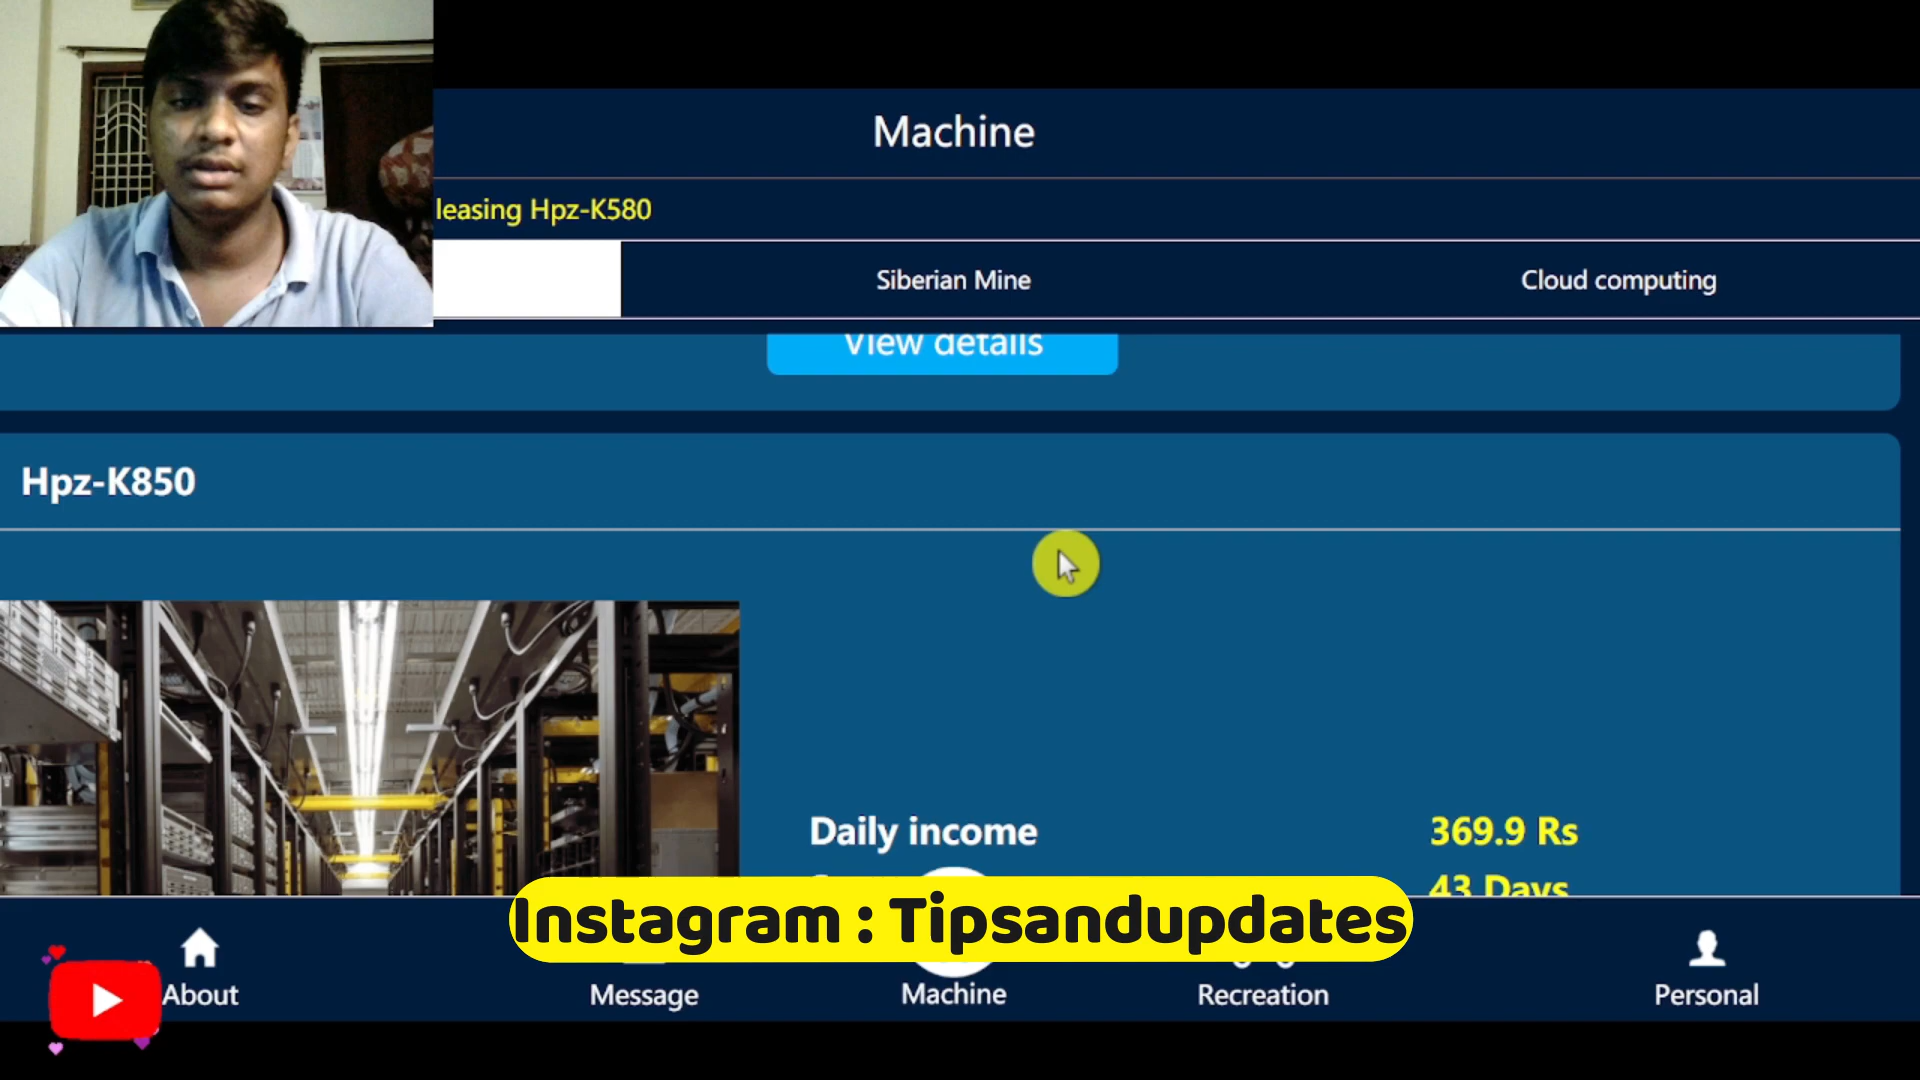 Machine
leasing Hpz-K580
Siberian Mine
Cloud computing
View details
Hpz-K850
Daily income
369.9 Rs
43 Days
Instagram : Tipsandupdates
About
Message
Machine
Recreation
Personal